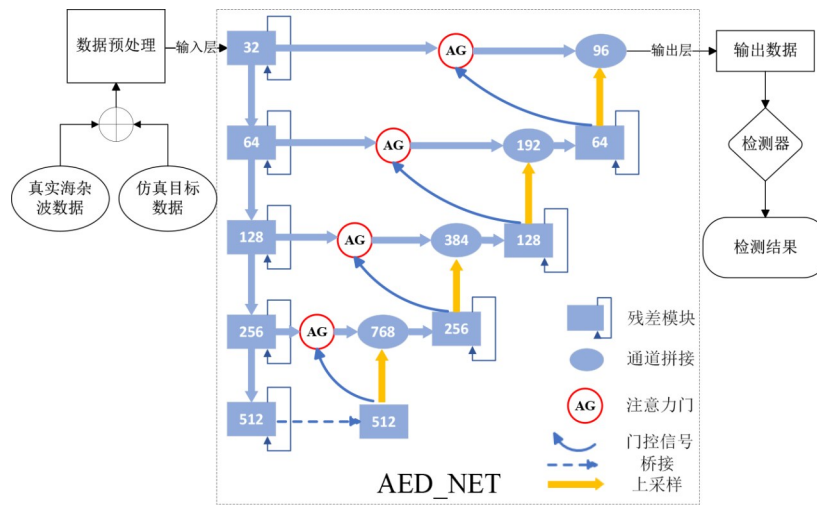 数据预处理
输入层
32
AG
96
输出层
输出数据
64
AG
192
64
检测器
真实海杂
波数据
仿真目标
数据
128
AG
384
128
检测结果
256
AG
768
256
残差模块
通道拼接
512
512
AG
注意力门
门控信号
桥接
上采样
AED_NET